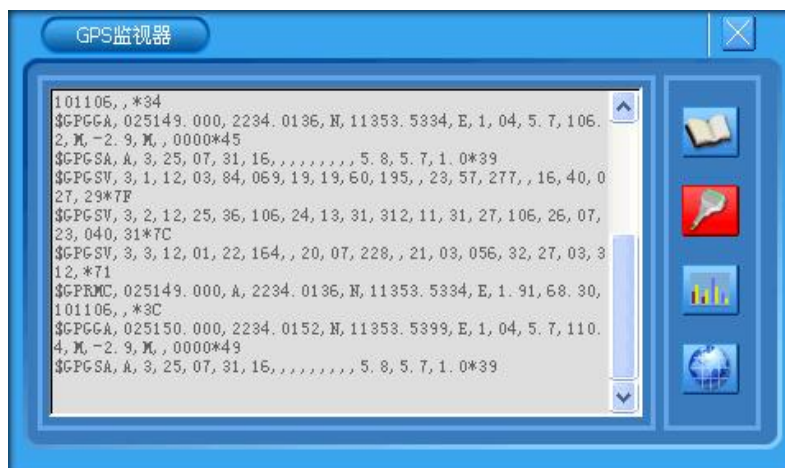 GPS监视器
101106,,*34
$GPGGA,025149.000,2234.0136,N,11353.5334,E,1,04,5.7,106.
2,M,-2.9,M,,0000*45
$GPGSA,A,3,25,07,31,16,,,,,,,,,5.8,5.7,1.0*39
$GPGSV,3,1,12,03,84,069,19,19,60,195,,23,57,277,,16,40,0
27,29*7F
$GPGSV,3,2,12,25,36,106,24,13,31,312,11,31,27,106,26,07,
23,040,31*7C
$GPGSV,3,3,12,01,22,164,,20,07,228,,21,03,056,32,27,03,3
12,*71
$GPRMC,025149.000,A,2234.0136,N,11353.5334,E,1.91,68.30,
101106,,*3C
$GPGGA,025150.000,2234.0152,N,11353.5399,E,1,04,5.7,110.
4,M,-2.9,M,,0000*49
$GPGSA,A,3,25,07,31,16,,,,,,,,,5.8,5.7,1.0*39